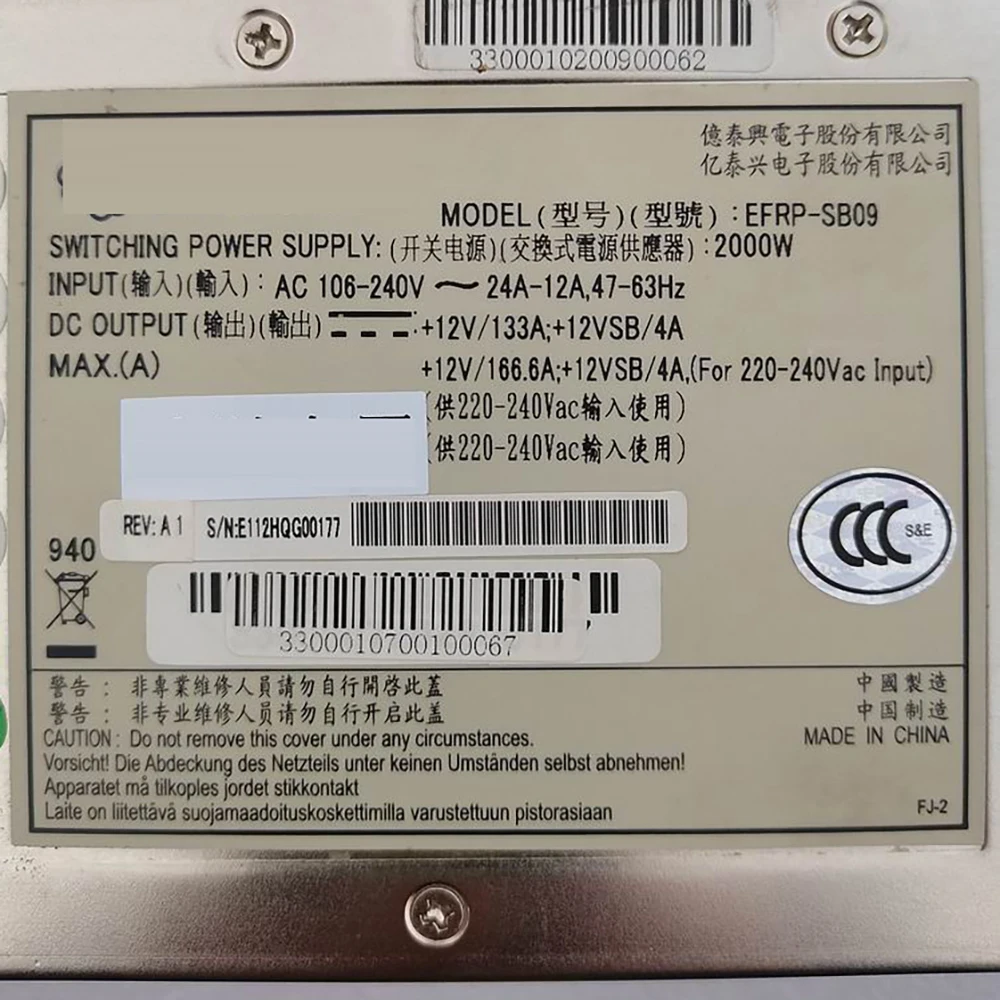 3300010200900062
億泰興電子股份有限公司
亿泰兴电子股份有限公司
MODEL(型号)(型號):EFRP-SB09
SWITCHING POWER SUPPLY:(开关电源)(交換式電源供應器):2000W
INPUT(输入)(輸入): AC 106-240V ～ 24A-12A,47-63Hz
DC OUTPUT(输出)(輸出) ⎓:+12V/133A;+12VSB/4A
MAX.(A) +12V/166.6A;+12VSB/4A,(For 220-240Vac Input)
(供220-240Vac输入使用)
(供220-240Vac輸入使用)
REV: A 1 S/N:E112HQG00177
CCC S&E
940
3300010700100067
警告: 非專業维修人員請勿自行開啓此蓋
警告: 非专业维修人员请勿自行开启此盖
中國製造
中国制造
CAUTION: Do not remove this cover under any circumstances.
MADE IN CHINA
Vorsicht! Die Abdeckung des Netzteils unter keinen Umständen selbst abnehmen!
Apparatet må tilkoples jordet stikkontakt
Laite on liitettävä suojamaadoituskoskettimilla varustettuun pistorasiaan
FJ-2